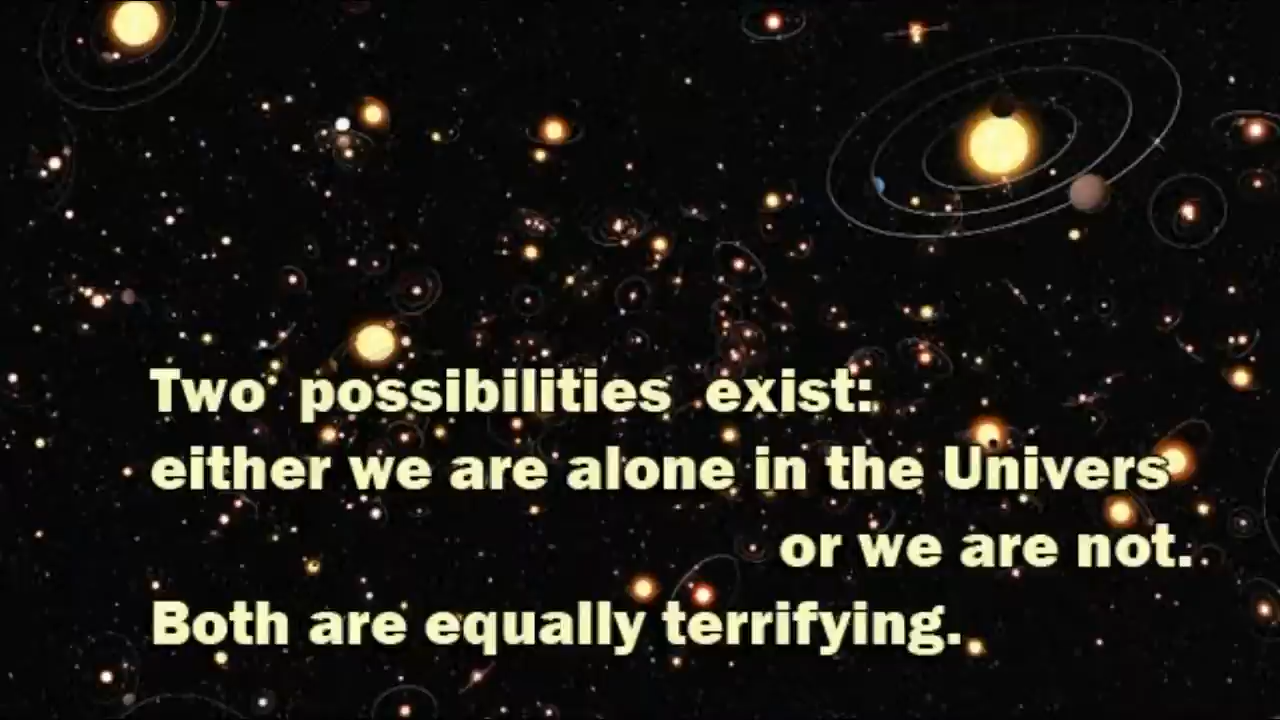 Two possibilities exist:
either we are alone in the Univers
or we are not.
Both are equally terrifying.